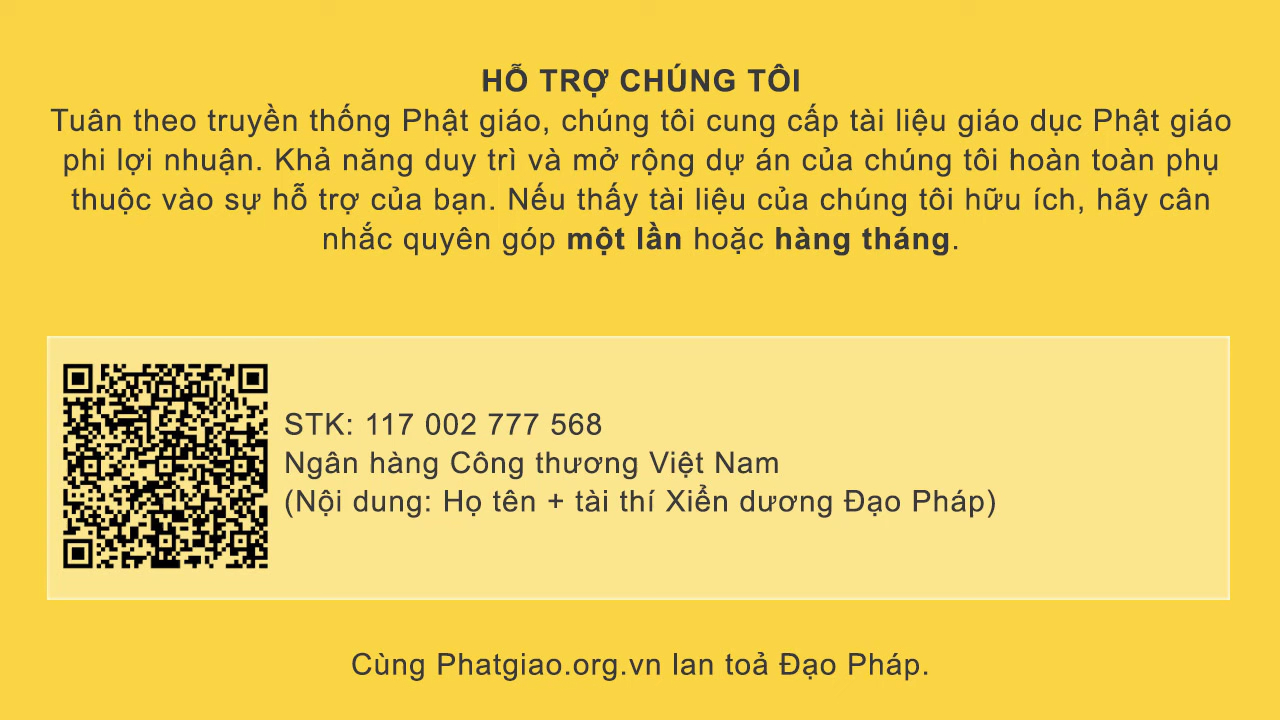 HỖ TRỢ CHÚNG TÔI
Tuân theo truyền thống Phật giáo, chúng tôi cung cấp tài liệu giáo dục Phật giáo
phi lợi nhuận. Khả năng duy trì và mở rộng dự án của chúng tôi hoàn toàn phụ
thuộc vào sự hỗ trợ của bạn. Nếu thấy tài liệu của chúng tôi hữu ích, hãy cân
nhắc quyên góp một lần hoặc hàng tháng.
STK: 117 002 777 568
Ngân hàng Công thương Việt Nam
(Nội dung: Họ tên + tài thí Xiển dương Đạo Pháp)
Cùng Phatgiao.org.vn lan toả Đạo Pháp.